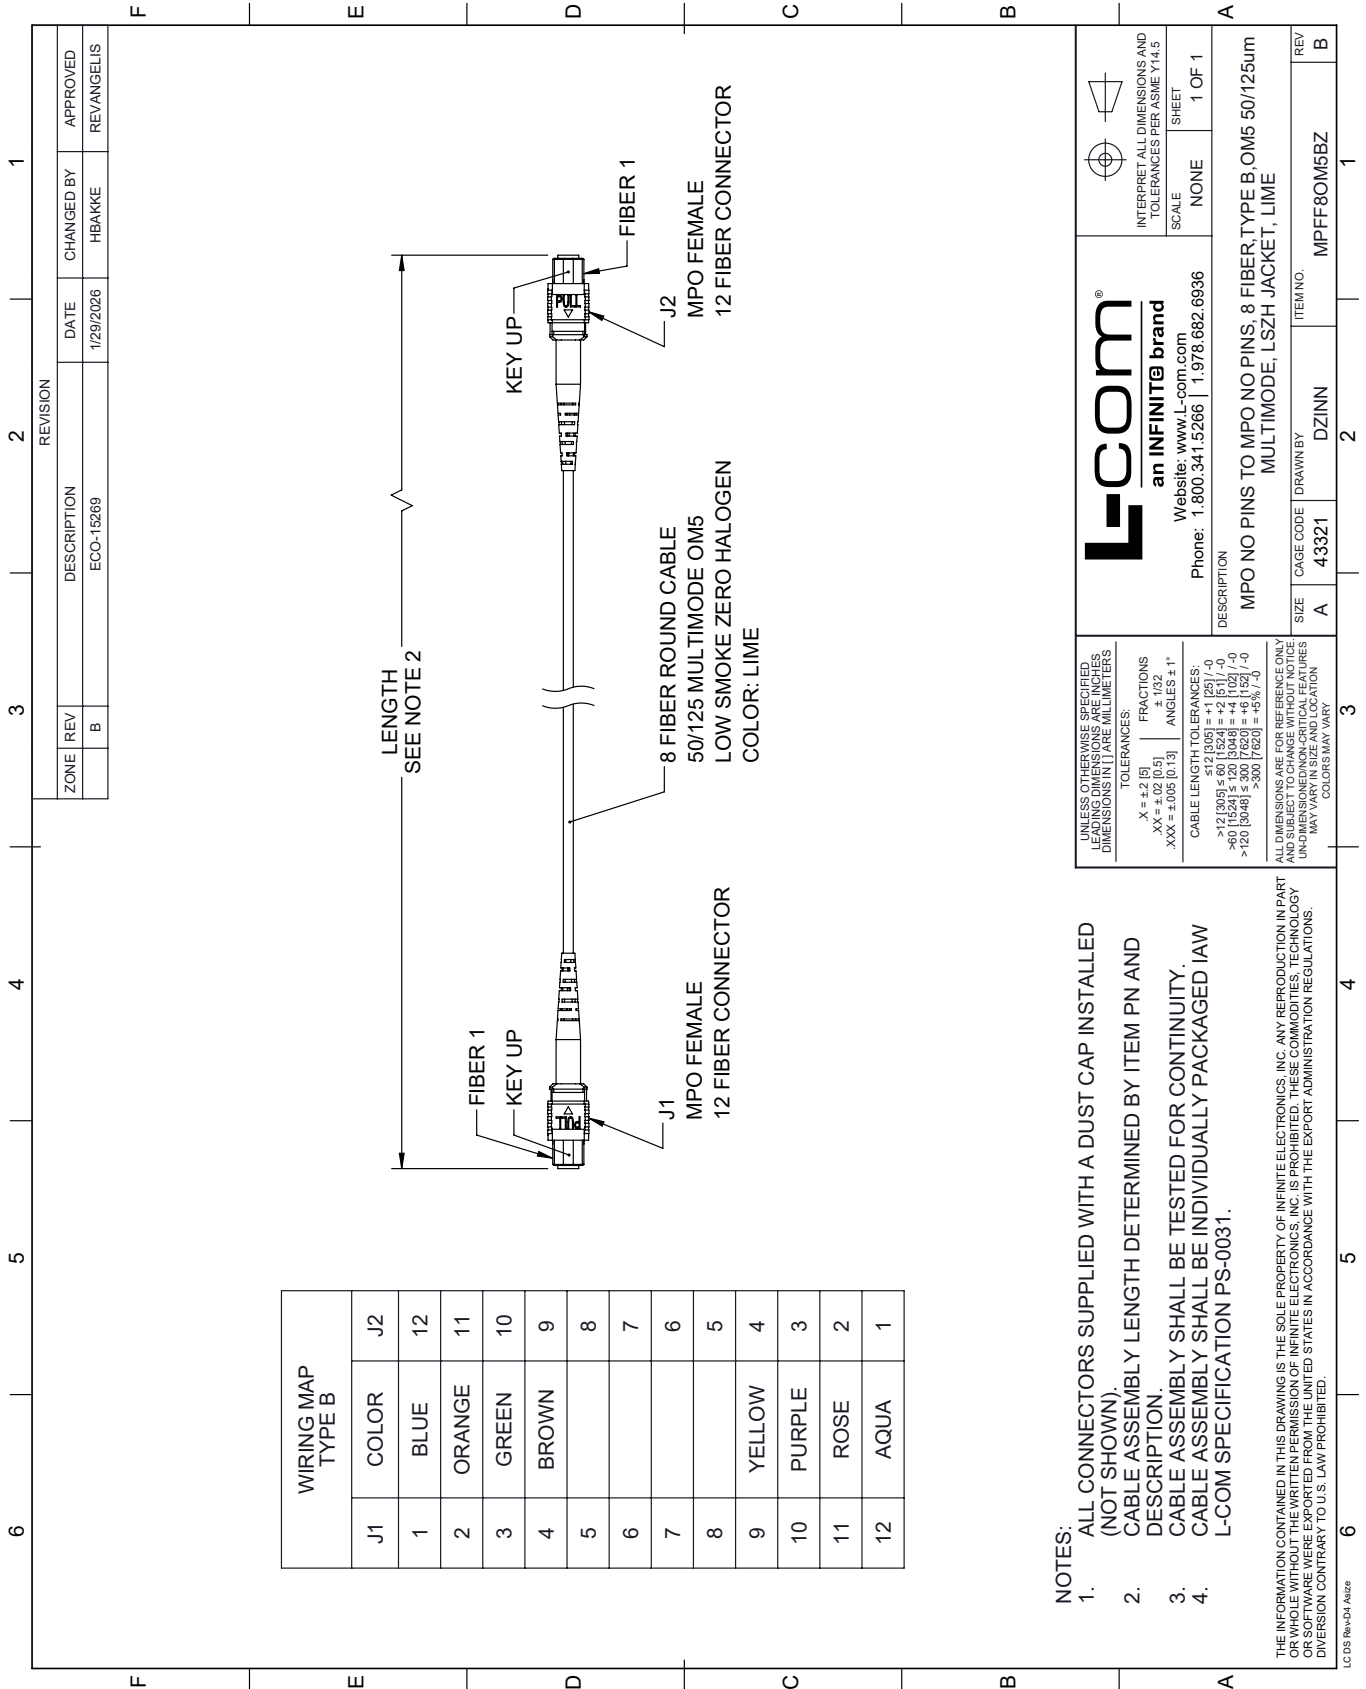 6 5 4 3 2 1
REVISION
ZONE REV DESCRIPTION DATE CHANGED BY APPROVED
B ECO-15269 1/29/2026 HBAKKE REVANGELIS
F F
E E
D D
C C
B B
A A
WIRING MAP
TYPE B
J1 COLOR J2
1 BLUE 12
2 ORANGE 11
3 GREEN 10
4 BROWN 9
5 8
6 7
7 6
8 5
9 YELLOW 4
10 PURPLE 3
11 ROSE 2
12 AQUA 1
LENGTH
SEE NOTE 2
FIBER 1
KEY UP
PULL
J1
MPO FEMALE
12 FIBER CONNECTOR
8 FIBER ROUND CABLE
50/125 MULTIMODE OM5
LOW SMOKE ZERO HALOGEN
COLOR: LIME
KEY UP
PULL
FIBER 1
J2
MPO FEMALE
12 FIBER CONNECTOR
NOTES:
1. ALL CONNECTORS SUPPLIED WITH A DUST CAP INSTALLED
(NOT SHOWN).
2. CABLE ASSEMBLY LENGTH DETERMINED BY ITEM PN AND
DESCRIPTION.
3. CABLE ASSEMBLY SHALL BE TESTED FOR CONTINUITY.
4. CABLE ASSEMBLY SHALL BE INDIVIDUALLY PACKAGED IAW
L-COM SPECIFICATION PS-0031.
THE INFORMATION CONTAINED IN THIS DRAWING IS THE SOLE PROPERTY OF INFINITE ELECTRONICS, INC. ANY REPRODUCTION IN PART
OR WHOLE WITHOUT THE WRITTEN PERMISSION OF INFINITE ELECTRONICS, INC. IS PROHIBITED. THESE COMMODITIES, TECHNOLOGY
OR SOFTWARE WERE EXPORTED FROM THE UNITED STATES IN ACCORDANCE WITH THE EXPORT ADMINISTRATION REGULATIONS.
DIVERSION CONTRARY TO U.S. LAW PROHIBITED.
UNLESS OTHERWISE SPECIFIED
LEADING DIMENSIONS ARE INCHES
DIMENSIONS IN [ ] ARE MILLIMETERS
TOLERANCES:
.X = ±.2 [5] FRACTIONS
.XX = ±.02 [0.5] ± 1/32
.XXX = ±.005 [0.13] ANGLES ± 1°
CABLE LENGTH TOLERANCES:
≤12 [305] = +1 [25] / -0
>12 [305] ≤ 60 [1524] = +2 [51] / -0
>60 [1524] ≤ 120 [3048] = +4 [102] / -0
>120 [3048] ≤ 300 [7620] = +6 [152] / -0
>300 [7620] = +5% / -0
ALL DIMENSIONS ARE FOR REFERENCE ONLY
AND SUBJECT TO CHANGE WITHOUT NOTICE.
UN-DIMENSIONED/NON-CRITICAL FEATURES
MAY VARY IN SIZE AND LOCATION
COLORS MAY VARY
L-com®
an INFINITE brand
Website: www.L-com.com
Phone: 1.800.341.5266 | 1.978.682.6936
INTERPRET ALL DIMENSIONS AND
TOLERANCES PER ASME Y14.5
SCALE NONE
SHEET 1 OF 1
DESCRIPTION
MPO NO PINS TO MPO NO PINS, 8 FIBER,TYPE B,OM5 50/125um
MULTIMODE, LSZH JACKET, LIME
SIZE CAGE CODE DRAWN BY ITEM NO. REV
A 43321 DZINN MPFF8OM5BZ B
6 5 4 3 2 1
LC DS Rev-D4 Asize